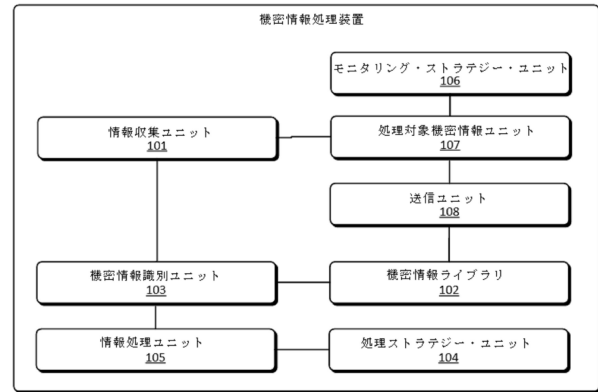 機密情報処理装置
モニタリング・ストラテジー・ユニット
106
情報収集ユニット
101
処理対象機密情報ユニット
107
送信ユニット
108
機密情報識別ユニット
103
機密情報ライブラリ
102
情報処理ユニット
105
処理ストラテジー・ユニット
104